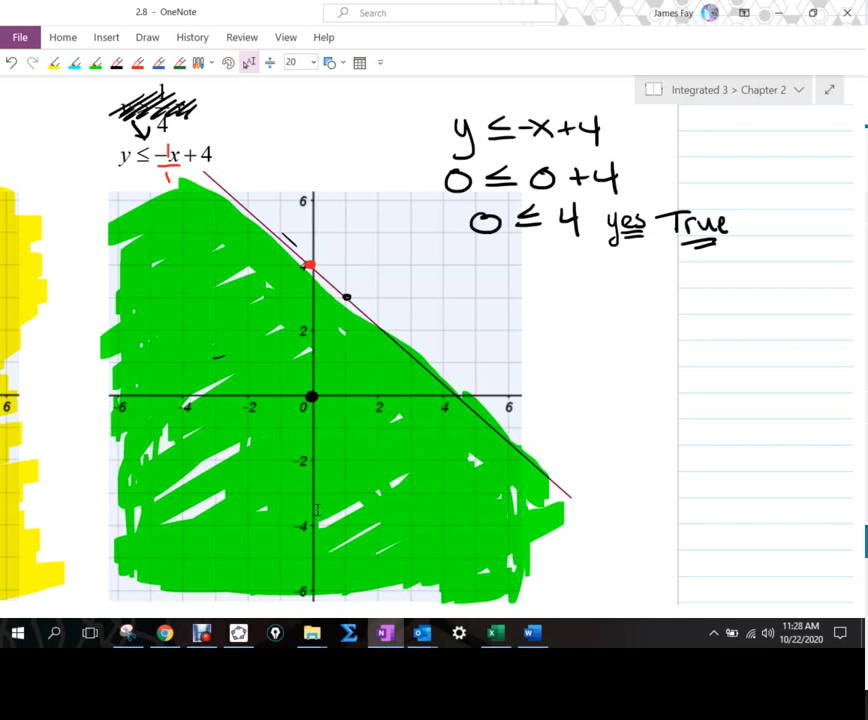 2.8 - OneNote
Search
James Fay
File Home Insert Draw History Review View Help
20
Integrated 3 > Chapter 2
1
4
y ≤ -1x + 4
1
y ≤ -x+4
0 ≤ 0 +4
0 ≤ 4 yes True
6
4
2
6 -6 -4 -2 0 2 4 6
-2
-4
-6
11:28 AM
10/22/2020